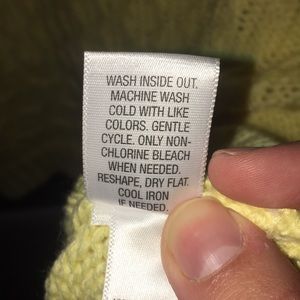 WASH INSIDE OUT.
MACHINE WASH
COLD WITH LIKE
COLORS. GENTLE
CYCLE. ONLY NON-
CHLORINE BLEACH
WHEN NEEDED.
RESHAPE, DRY FLAT.
COOL IRON
IF NEEDED.